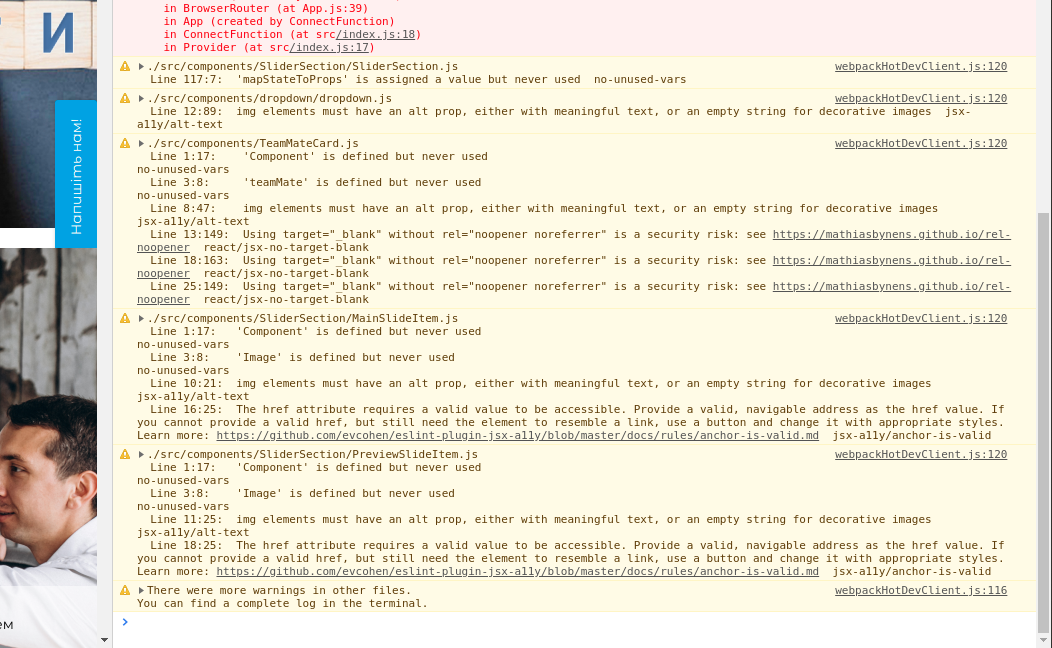 И
Напишіть нам!
ем
in BrowserRouter (at App.js:39)
in App (created by ConnectFunction)
in ConnectFunction (at src/index.js:18)
in Provider (at src/index.js:17)
./src/components/SliderSection/SliderSection.js webpackHotDevClient.js:120
Line 117:7: 'mapStateToProps' is assigned a value but never used no-unused-vars
./src/components/dropdown/dropdown.js webpackHotDevClient.js:120
Line 12:89: img elements must have an alt prop, either with meaningful text, or an empty string for decorative images jsx-
a11y/alt-text
./src/components/TeamMateCard.js webpackHotDevClient.js:120
Line 1:17: 'Component' is defined but never used
no-unused-vars
Line 3:8: 'teamMate' is defined but never used
no-unused-vars
Line 8:47: img elements must have an alt prop, either with meaningful text, or an empty string for decorative images
jsx-a11y/alt-text
Line 13:149: Using target="_blank" without rel="noopener noreferrer" is a security risk: see https://mathiasbynens.github.io/rel-
noopener react/jsx-no-target-blank
Line 18:163: Using target="_blank" without rel="noopener noreferrer" is a security risk: see https://mathiasbynens.github.io/rel-
noopener react/jsx-no-target-blank
Line 25:149: Using target="_blank" without rel="noopener noreferrer" is a security risk: see https://mathiasbynens.github.io/rel-
noopener react/jsx-no-target-blank
./src/components/SliderSection/MainSlideItem.js webpackHotDevClient.js:120
Line 1:17: 'Component' is defined but never used
no-unused-vars
Line 3:8: 'Image' is defined but never used
no-unused-vars
Line 10:21: img elements must have an alt prop, either with meaningful text, or an empty string for decorative images
jsx-a11y/alt-text
Line 16:25: The href attribute requires a valid value to be accessible. Provide a valid, navigable address as the href value. If
you cannot provide a valid href, but still need the element to resemble a link, use a button and change it with appropriate styles.
Learn more: https://github.com/evcohen/eslint-plugin-jsx-a11y/blob/master/docs/rules/anchor-is-valid.md jsx-a11y/anchor-is-valid
./src/components/SliderSection/PreviewSlideItem.js webpackHotDevClient.js:120
Line 1:17: 'Component' is defined but never used
no-unused-vars
Line 3:8: 'Image' is defined but never used
no-unused-vars
Line 11:25: img elements must have an alt prop, either with meaningful text, or an empty string for decorative images
jsx-a11y/alt-text
Line 18:25: The href attribute requires a valid value to be accessible. Provide a valid, navigable address as the href value. If
you cannot provide a valid href, but still need the element to resemble a link, use a button and change it with appropriate styles.
Learn more: https://github.com/evcohen/eslint-plugin-jsx-a11y/blob/master/docs/rules/anchor-is-valid.md jsx-a11y/anchor-is-valid
There were more warnings in other files. webpackHotDevClient.js:116
You can find a complete log in the terminal.